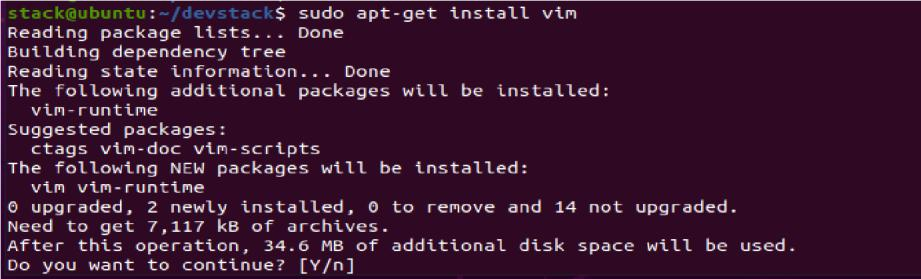 stack@ubuntu:~/devstack$ sudo apt-get install vim
Reading package lists... Done
Building dependency tree
Reading state information... Done
The following additional packages will be installed:
  vim-runtime
Suggested packages:
  ctags vim-doc vim-scripts
The following NEW packages will be installed:
  vim vim-runtime
0 upgraded, 2 newly installed, 0 to remove and 14 not upgraded.
Need to get 7,117 kB of archives.
After this operation, 34.6 MB of additional disk space will be used.
Do you want to continue? [Y/n]